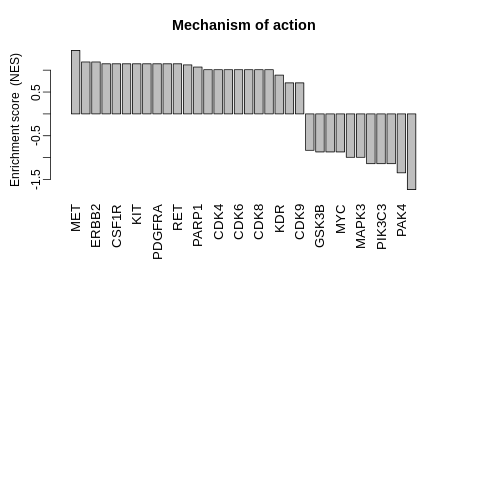 Mechanism of action
Enrichment score (NES)
0.5
-0.5
-1.5
MET
ERBB2
CSF1R
KIT
PDGFRA
RET
PARP1
CDK4
CDK6
CDK8
KDR
CDK9
GSK3B
MYC
MAPK3
PIK3C3
PAK4